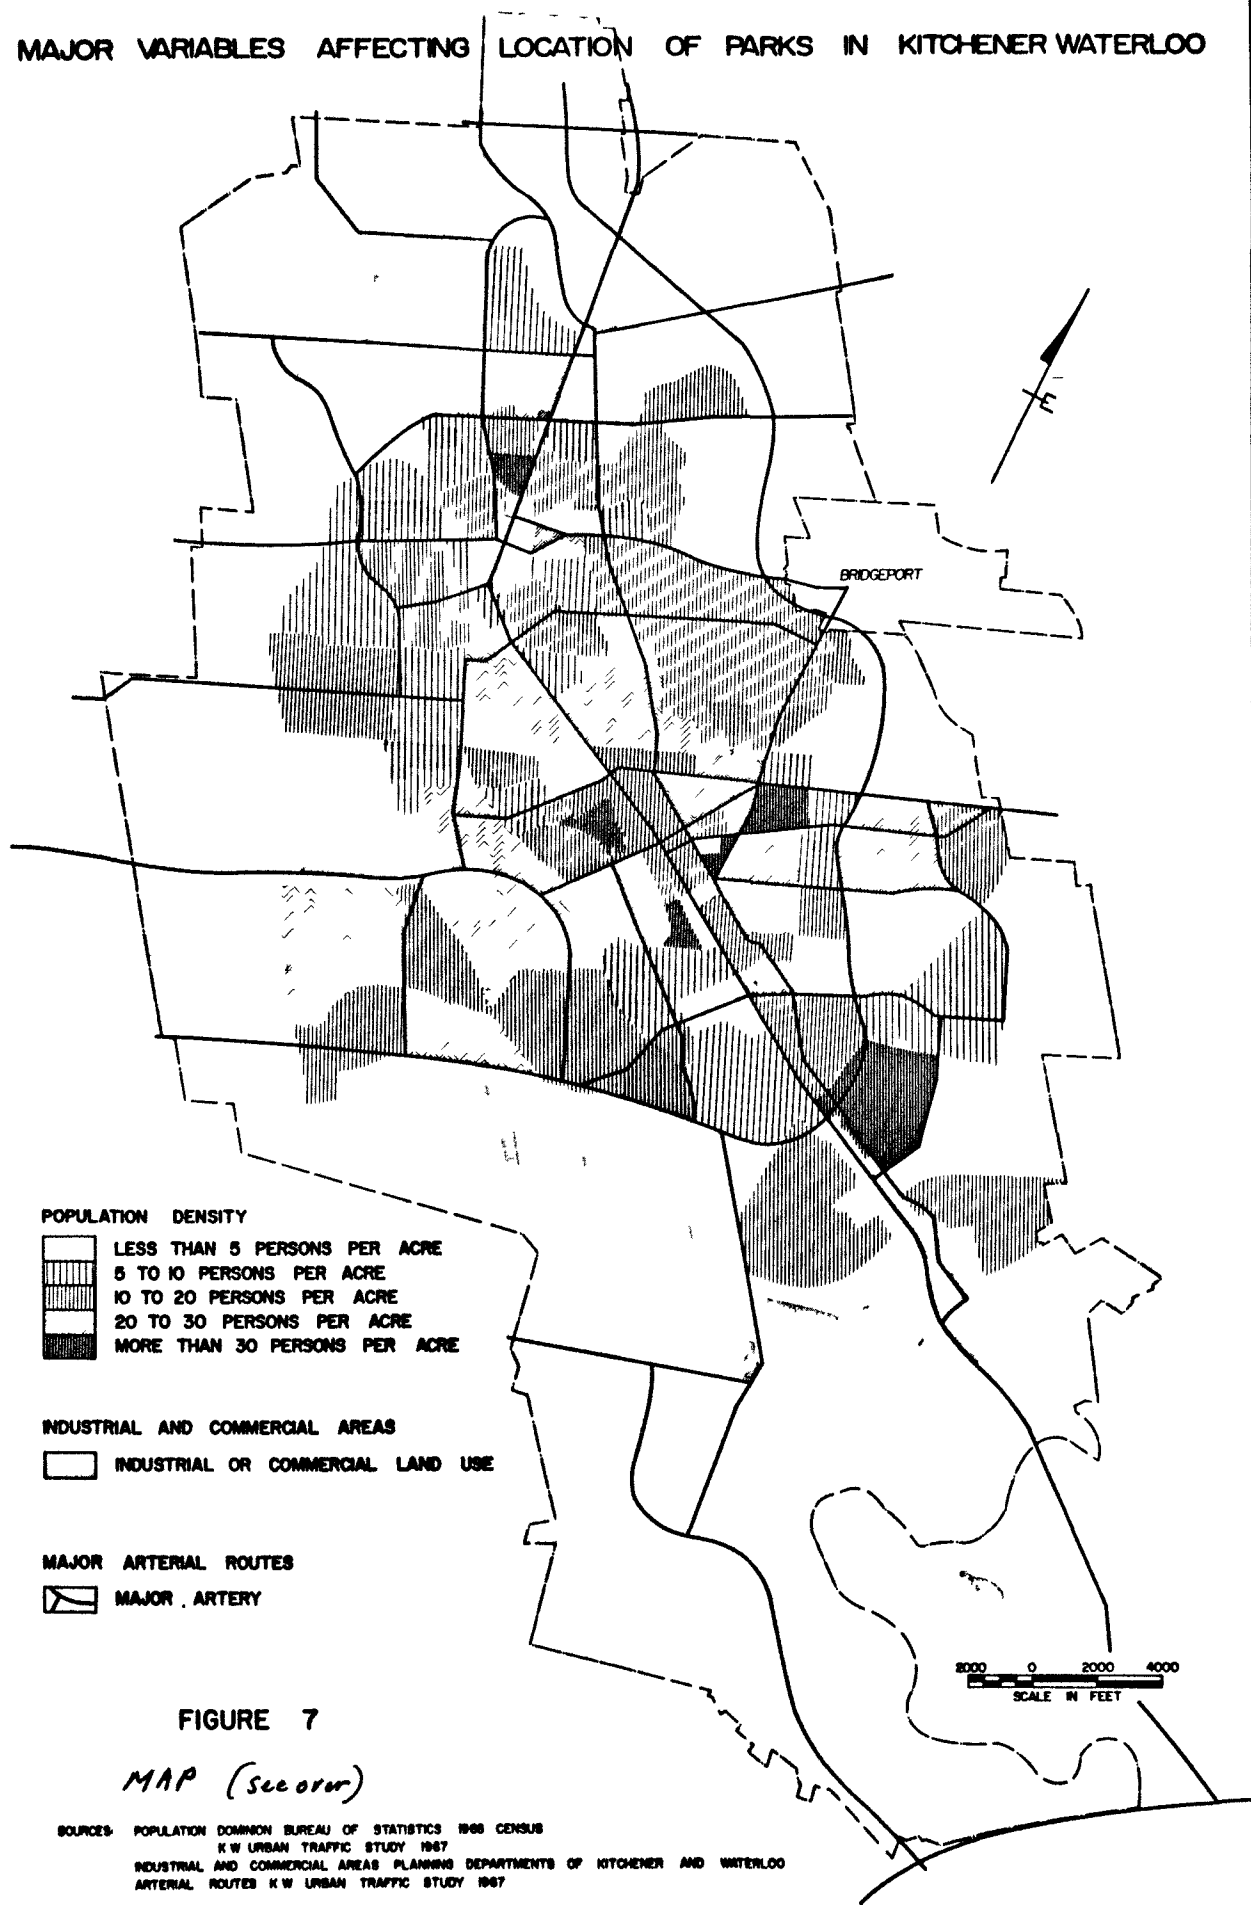 MAJOR VARIABLES AFFECTING LOCATION OF PARKS IN KITCHENER WATERLOO
BRIDGEPORT
POPULATION DENSITY
LESS THAN 5 PERSONS PER ACRE
5 TO 10 PERSONS PER ACRE
10 TO 20 PERSONS PER ACRE
20 TO 30 PERSONS PER ACRE
MORE THAN 30 PERSONS PER ACRE
INDUSTRIAL AND COMMERCIAL AREAS
INDUSTRIAL OR COMMERCIAL LAND USE
MAJOR ARTERIAL ROUTES
MAJOR . ARTERY
2000 0 2000 4000
SCALE IN FEET
FIGURE 7
MAP (see over)
SOURCES: POPULATION DOMINION BUREAU OF STATISTICS 1966 CENSUS
K W URBAN TRAFFIC STUDY 1967
INDUSTRIAL AND COMMERCIAL AREAS PLANNING DEPARTMENTS OF KITCHENER AND WATERLOO
ARTERIAL ROUTES K W URBAN TRAFFIC STUDY 1967